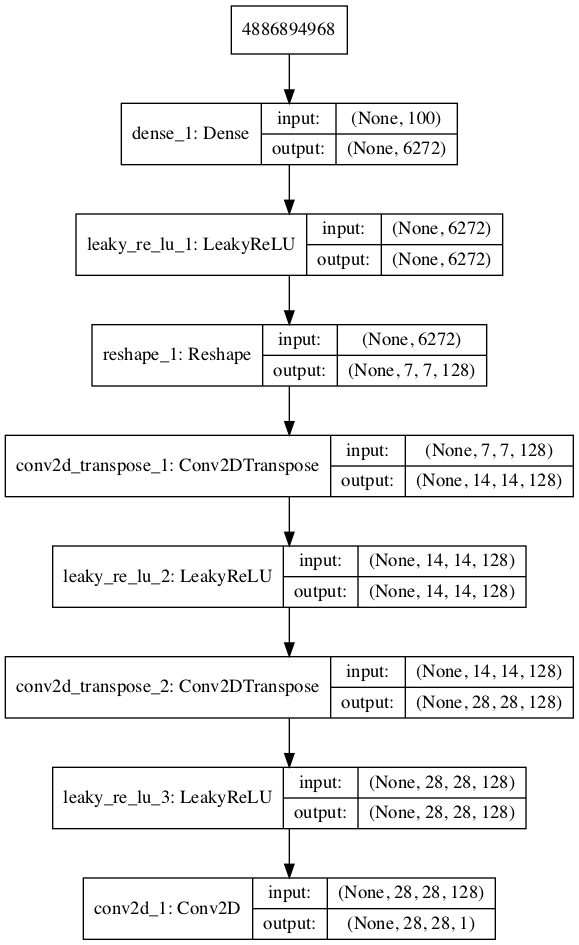 4886894968
dense_1: Dense
input:
(None, 100)
output:
(None, 6272)
leaky_re_lu_1: LeakyReLU
input:
(None, 6272)
output:
(None, 6272)
reshape_1: Reshape
input:
(None, 6272)
output:
(None, 7, 7, 128)
conv2d_transpose_1: Conv2DTranspose
input:
(None, 7, 7, 128)
output:
(None, 14, 14, 128)
leaky_re_lu_2: LeakyReLU
input:
(None, 14, 14, 128)
output:
(None, 14, 14, 128)
conv2d_transpose_2: Conv2DTranspose
input:
(None, 14, 14, 128)
output:
(None, 28, 28, 128)
leaky_re_lu_3: LeakyReLU
input:
(None, 28, 28, 128)
output:
(None, 28, 28, 128)
conv2d_1: Conv2D
input:
(None, 28, 28, 128)
output:
(None, 28, 28, 1)